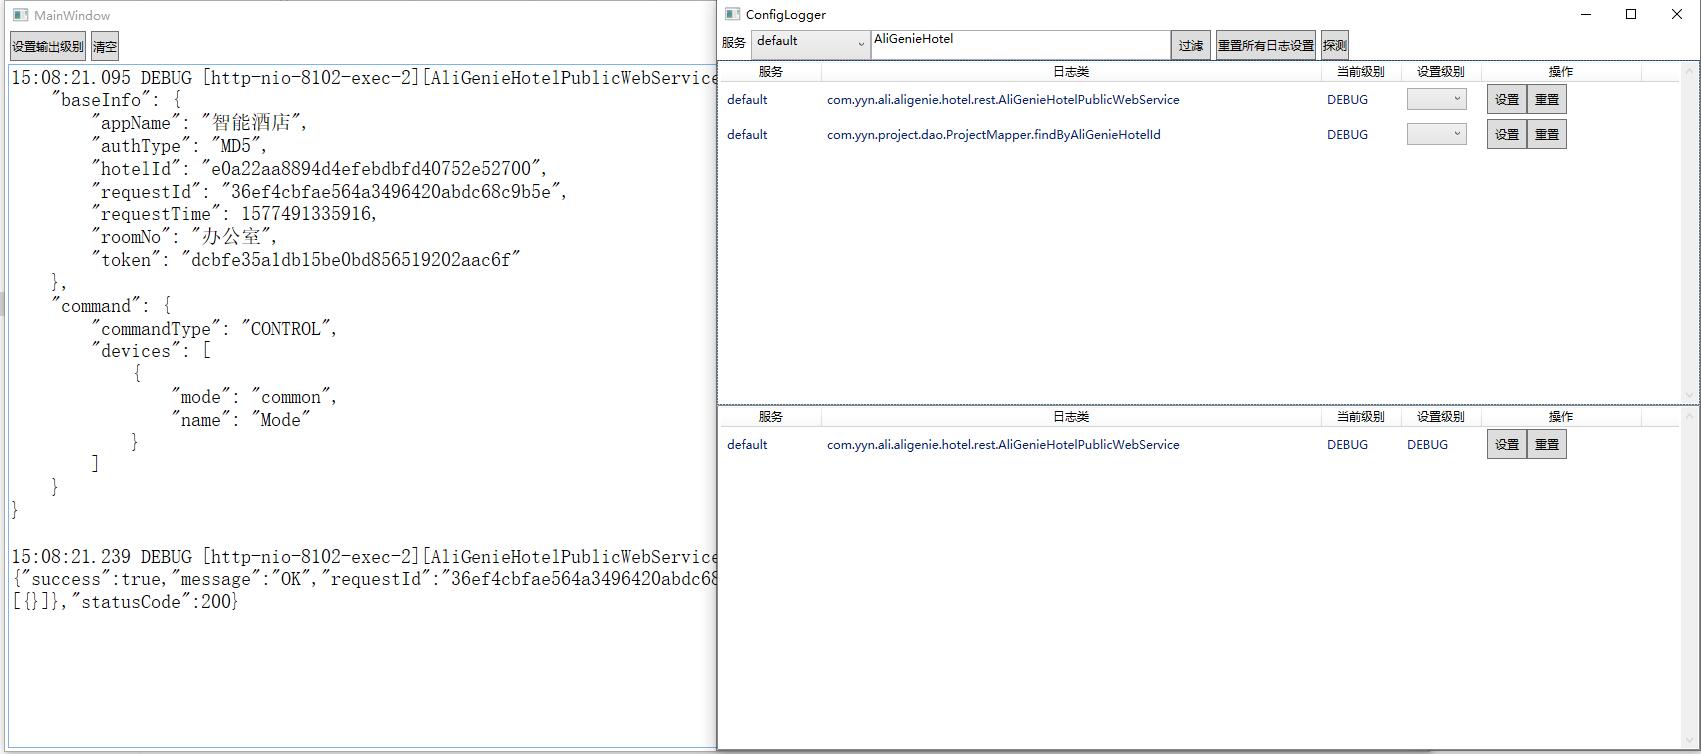 MainWindow
设置输出级别 清空
15:08:21.095 DEBUG [http-nio-8102-exec-2][AliGenieHotelPublicWebService
"baseInfo": {
"appName": "智能酒店",
"authType": "MD5",
"hotelId": "e0a22aa8894d4efebdbfd40752e52700",
"requestId": "36ef4cbfae564a3496420abdc68c9b5e",
"requestTime": 1577491335916,
"roomNo": "办公室",
"token": "dcbfe35a1db15be0bd856519202aac6f"
},
"command": {
"commandType": "CONTROL",
"devices": [
{
"mode": "common",
"name": "Mode"
}
]
}
}
15:08:21.239 DEBUG [http-nio-8102-exec-2][AliGenieHotelPublicWebService
{"success":true,"message":"OK","requestId":"36ef4cbfae564a3496420abdc68
[{}]},"statusCode":200}
ConfigLogger
服务 default AliGenieHotel 过滤 重置所有日志设置 探测
服务 日志类 当前级别 设置级别 操作
default com.yyn.ali.aligenie.hotel.rest.AliGenieHotelPublicWebService DEBUG 设置 重置
default com.yyn.project.dao.ProjectMapper.findByAliGenieHotelId DEBUG 设置 重置
服务 日志类 当前级别 设置级别 操作
default com.yyn.ali.aligenie.hotel.rest.AliGenieHotelPublicWebService DEBUG DEBUG 设置 重置